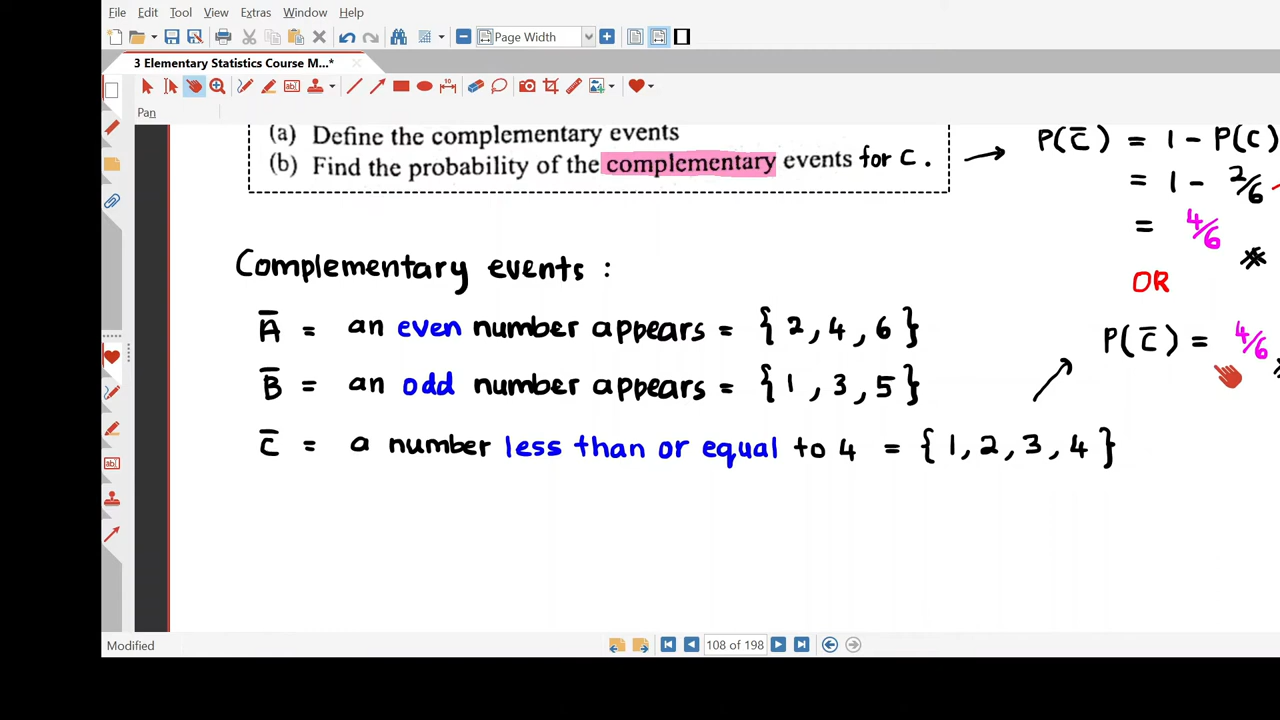 File Edit Tool View Extras Window Help
Page Width
3 Elementary Statistics Course M...*
Pan
(a) Define the complementary events
(b) Find the probability of the complementary events for C.
P(C̅) = 1 - P(C)
= 1 - 2/6
= 4/6
OR
P(C̅) = 4/6
Complementary events :
A̅ = an even number appears = { 2, 4, 6 }
B̅ = an odd number appears = { 1, 3, 5 }
C̅ = a number less than or equal to 4 = { 1, 2, 3, 4 }
Modified
108 of 198